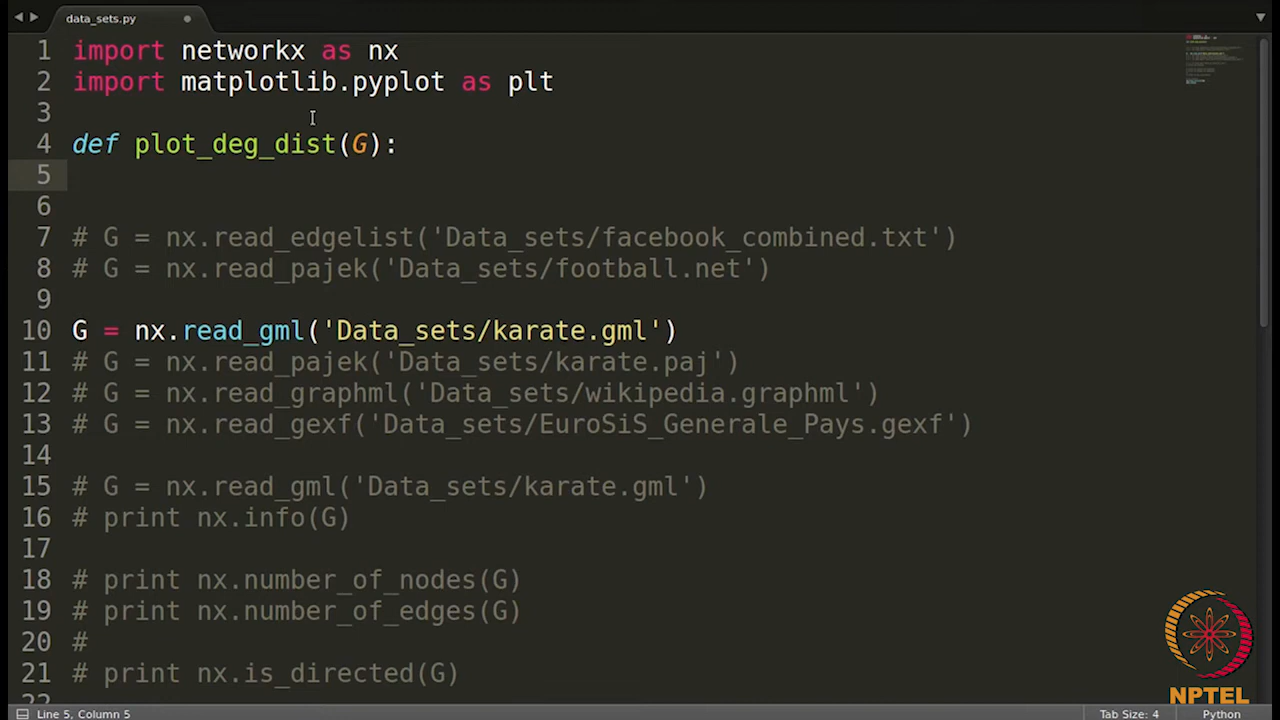 data_sets.py
1 import networkx as nx
2 import matplotlib.pyplot as plt
3
4 def plot_deg_dist(G):
5
6
7 # G = nx.read_edgelist('Data_sets/facebook_combined.txt')
8 # G = nx.read_pajek('Data_sets/football.net')
9
10 G = nx.read_gml('Data_sets/karate.gml')
11 # G = nx.read_pajek('Data_sets/karate.paj')
12 # G = nx.read_graphml('Data_sets/wikipedia.graphml')
13 # G = nx.read_gexf('Data_sets/EuroSiS_Generale_Pays.gexf')
14
15 # G = nx.read_gml('Data_sets/karate.gml')
16 # print nx.info(G)
17
18 # print nx.number_of_nodes(G)
19 # print nx.number_of_edges(G)
20 #
21 # print nx.is_directed(G)
22
NPTEL
Line 5, Column 5 Tab Size: 4 Python